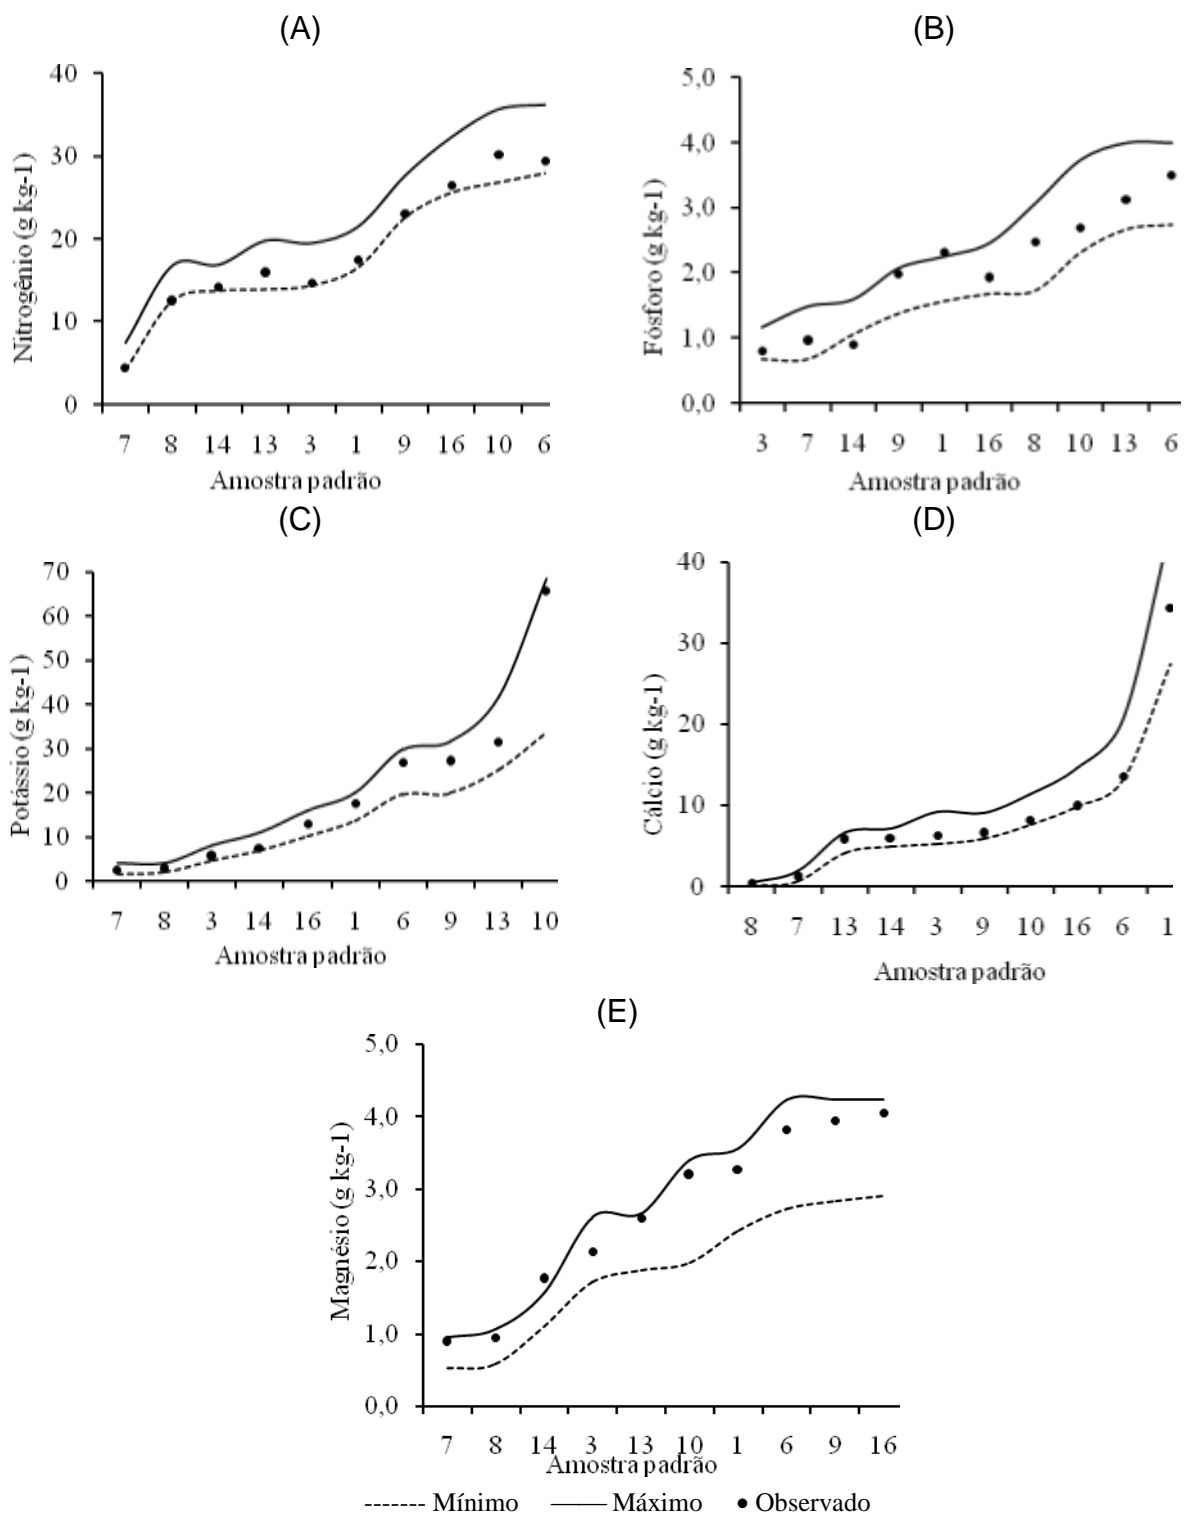 (A)
40
30
20
10
0
Nitrogênio (g kg-1)
7 8 14 13 3 1 9 16 10 6
Amostra padrão
(B)
5,0
4,0
3,0
2,0
1,0
0,0
Fósforo (g kg-1)
3 7 14 9 1 16 8 10 13 6
Amostra padrão
(C)
70
60
50
40
30
20
10
0
Potássio (g kg-1)
7 8 3 14 16 1 6 9 13 10
Amostra padrão
(D)
40
30
20
10
0
Cálcio (g kg-1)
8 7 13 14 3 9 10 16 6 1
Amostra padrão
(E)
5,0
4,0
3,0
2,0
1,0
0,0
Magnésio (g kg-1)
7 8 14 3 13 10 1 6 9 16
Amostra padrão
Mínimo Máximo Observado